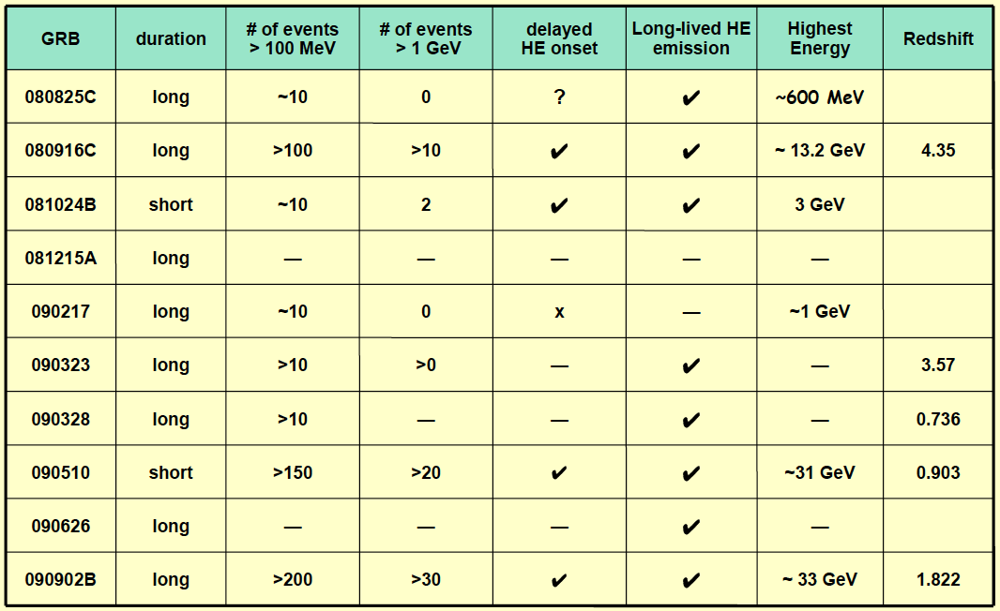 GRB duration # of events > 100 MeV # of events > 1 GeV delayed HE onset Long-lived HE emission Highest Energy Redshift
080825C long ~10 0 ? ✔ ~600 MeV
080916C long >100 >10 ✔ ✔ ~ 13.2 GeV 4.35
081024B short ~10 2 ✔ ✔ 3 GeV
081215A long — — — — —
090217 long ~10 0 x — ~1 GeV
090323 long >10 >0 — ✔ — 3.57
090328 long >10 — — ✔ — 0.736
090510 short >150 >20 ✔ ✔ ~31 GeV 0.903
090626 long — — — ✔ —
090902B long >200 >30 ✔ ✔ ~ 33 GeV 1.822